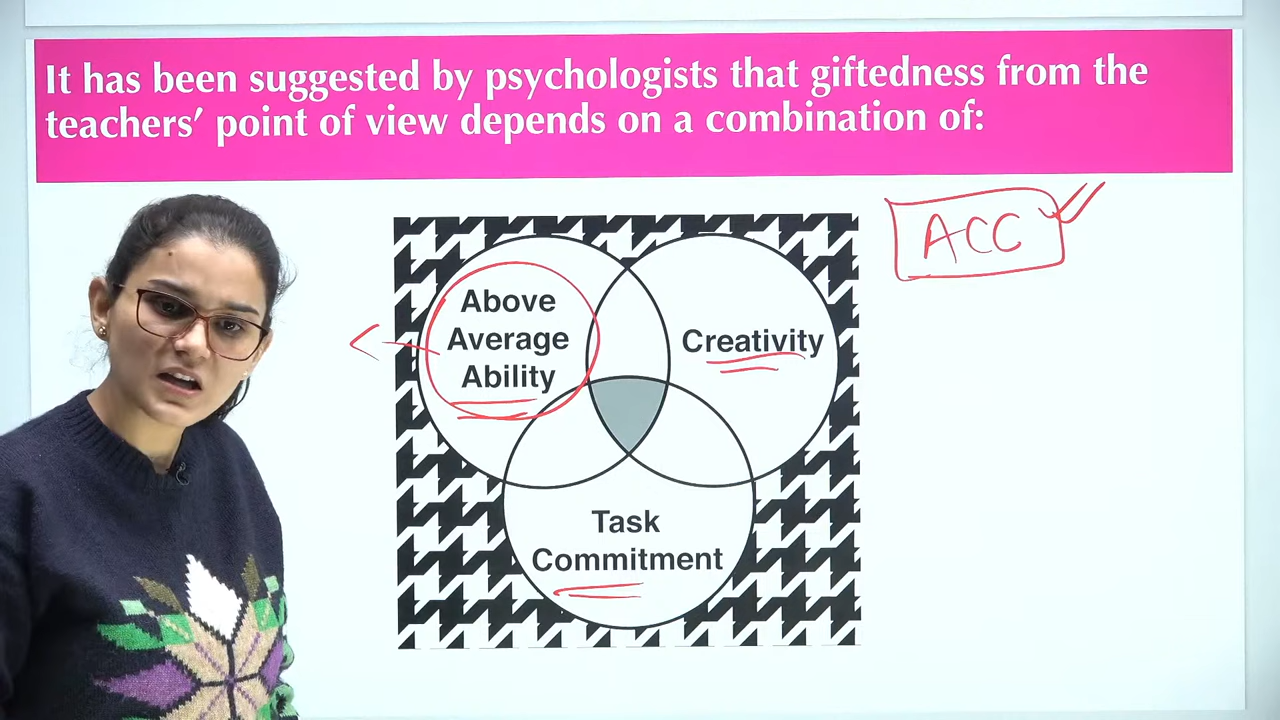 It has been suggested by psychologists that giftedness from the
teachers’ point of view depends on a combination of:
ACC
Above
Average
Ability
Creativity
Task
Commitment